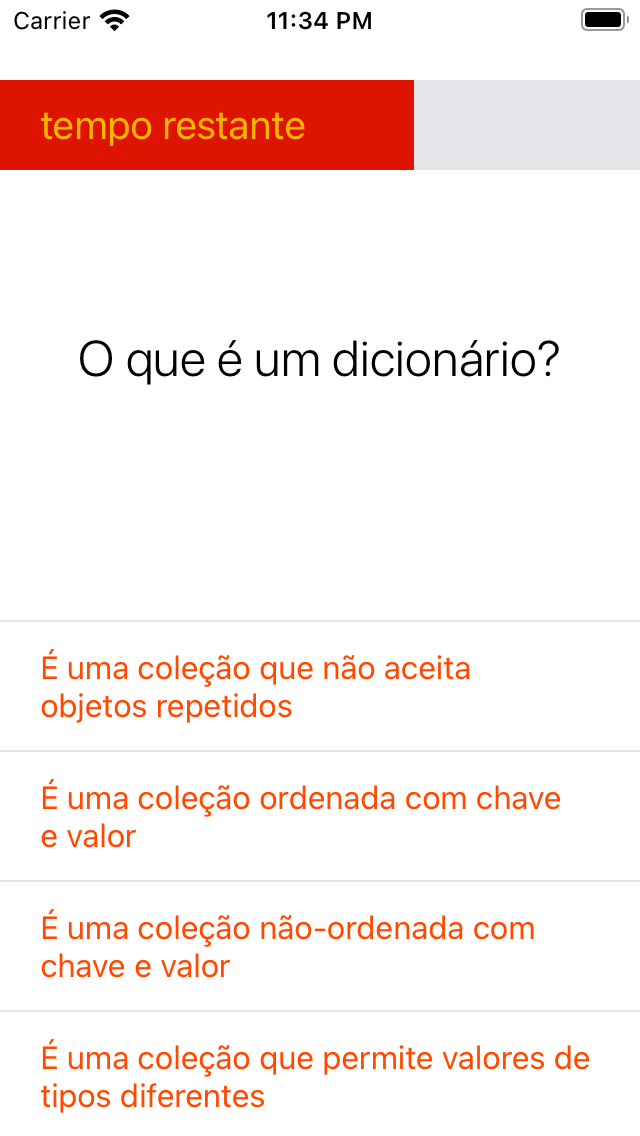 Carrier 11:34 PM
tempo restante
O que é um dicionário?
É uma coleção que não aceita
objetos repetidos
É uma coleção ordenada com chave
e valor
É uma coleção não-ordenada com
chave e valor
É uma coleção que permite valores de
tipos diferentes